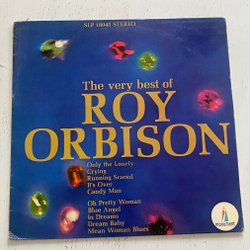 SLP 18045 STEREO
The very best of
ROY
ORBISON
Only the Lonely
Crying
Running Scared
It's Over
Candy Man
Oh Pretty Woman
Blue Angel
In Dreams
Dream Baby
Mean Woman Blues
monument